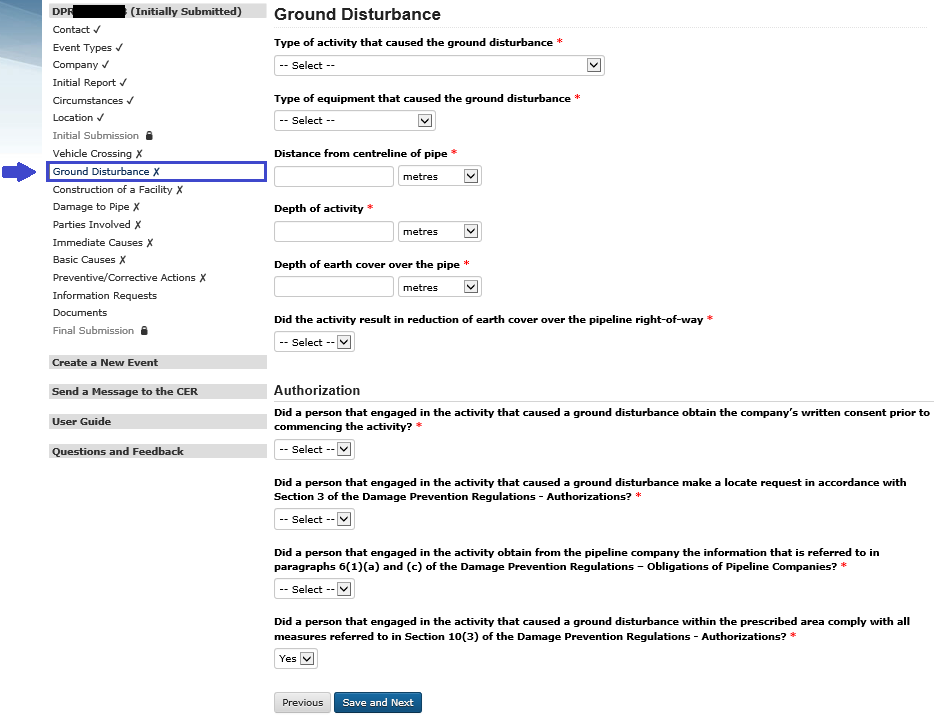 DPR (Initially Submitted)
Contact ✓
Event Types ✓
Company ✓
Initial Report ✓
Circumstances ✓
Location ✓
Initial Submission
Vehicle Crossing ✗
Ground Disturbance ✗
Construction of a Facility ✗
Damage to Pipe ✗
Parties Involved ✗
Immediate Causes ✗
Basic Causes ✗
Preventive/Corrective Actions ✗
Information Requests
Documents
Final Submission
Create a New Event
Send a Message to the CER
User Guide
Questions and Feedback
Ground Disturbance
Type of activity that caused the ground disturbance *
-- Select --
Type of equipment that caused the ground disturbance *
-- Select --
Distance from centreline of pipe *
metres
Depth of activity *
metres
Depth of earth cover over the pipe *
metres
Did the activity result in reduction of earth cover over the pipeline right-of-way *
-- Select --
Authorization
Did a person that engaged in the activity that caused a ground disturbance obtain the company's written consent prior to
commencing the activity? *
-- Select --
Did a person that engaged in the activity that caused a ground disturbance make a locate request in accordance with
Section 3 of the Damage Prevention Regulations - Authorizations? *
-- Select --
Did a person that engaged in the activity obtain from the pipeline company the information that is referred to in
paragraphs 6(1)(a) and (c) of the Damage Prevention Regulations – Obligations of Pipeline Companies? *
-- Select --
Did a person that engaged in the activity that caused a ground disturbance within the prescribed area comply with all
measures referred to in Section 10(3) of the Damage Prevention Regulations - Authorizations? *
Yes
Previous
Save and Next